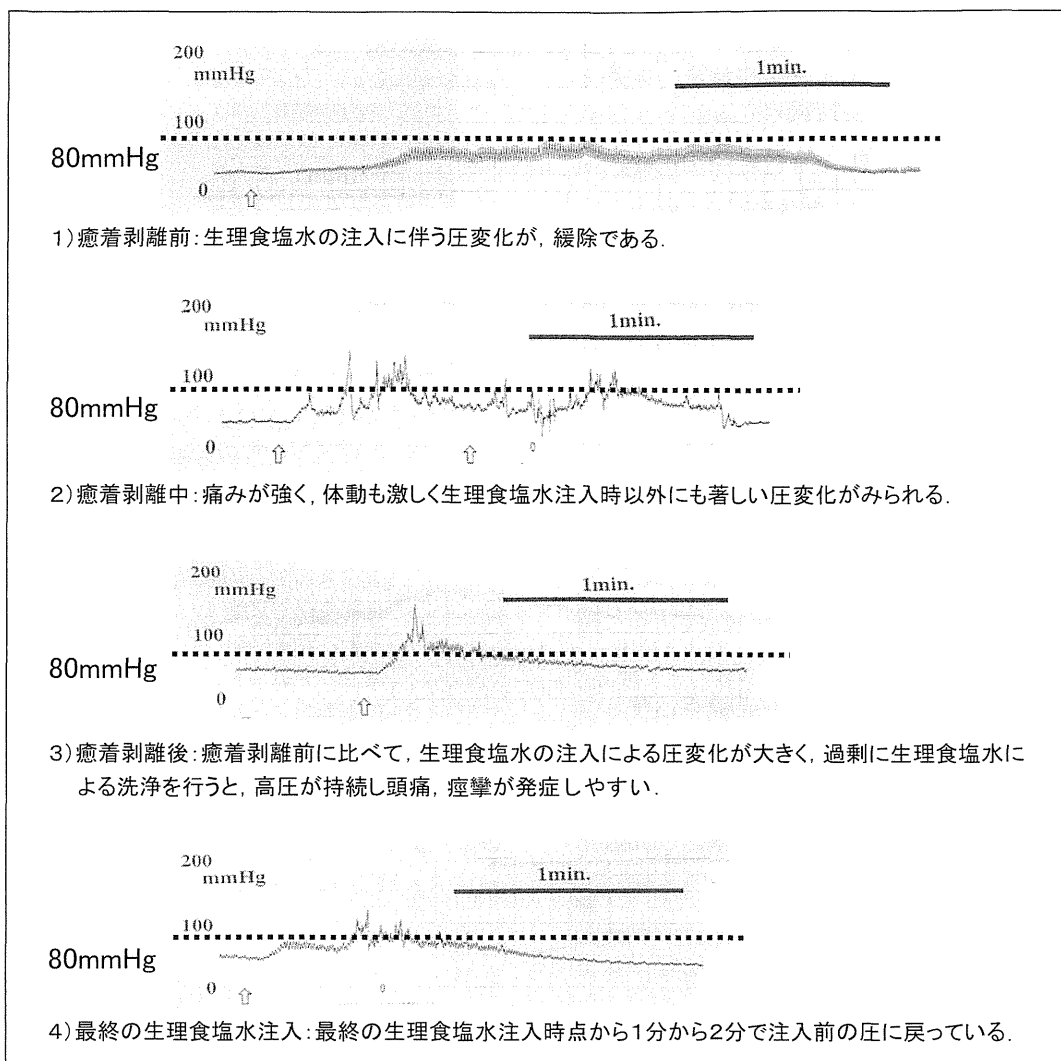 200
mmHg
1min.
100
80mmHg
0
1)癒着剥離前:生理食塩水の注入に伴う圧変化が,緩除である.
200
mmHg
1min.
100
80mmHg
0
2)癒着剥離中:痛みが強く,体動も激しく生理食塩水注入時以外にも著しい圧変化がみられる.
200
mmHg
1min.
100
80mmHg
0
3)癒着剥離後:癒着剥離前に比べて,生理食塩水の注入による圧変化が大きく,過剰に生理食塩水に
よる洗浄を行うと,高圧が持続し頭痛,痙攣が発症しやすい.
200
mmHg
1min.
100
80mmHg
0
4)最終の生理食塩水注入:最終の生理食塩水注入時点から1分から2分で注入前の圧に戻っている.